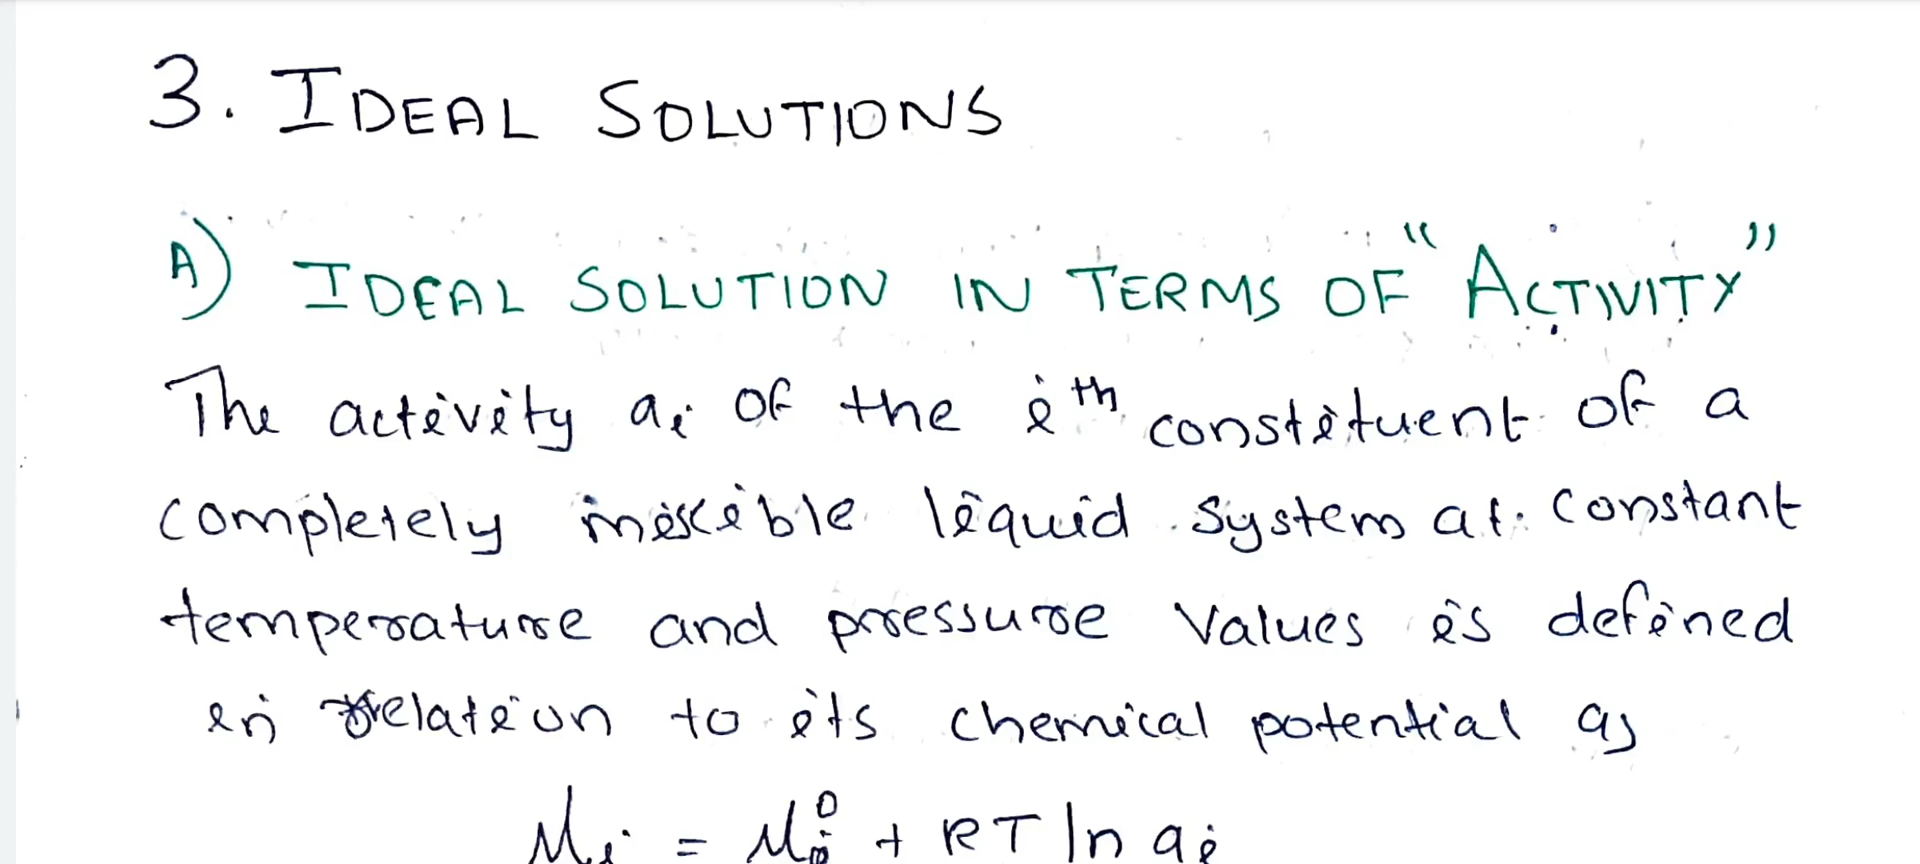 3. IDEAL SOLUTIONS
A) IDEAL SOLUTION IN TERMS OF "ACTIVITY"
The activity aᵢ of the iᵗʰ constituent of a
completely miscible liquid system at constant
temperature and pressure values is defined
in relation to its chemical potential as
μᵢ = μᵢ⁰ + RT ln aᵢ